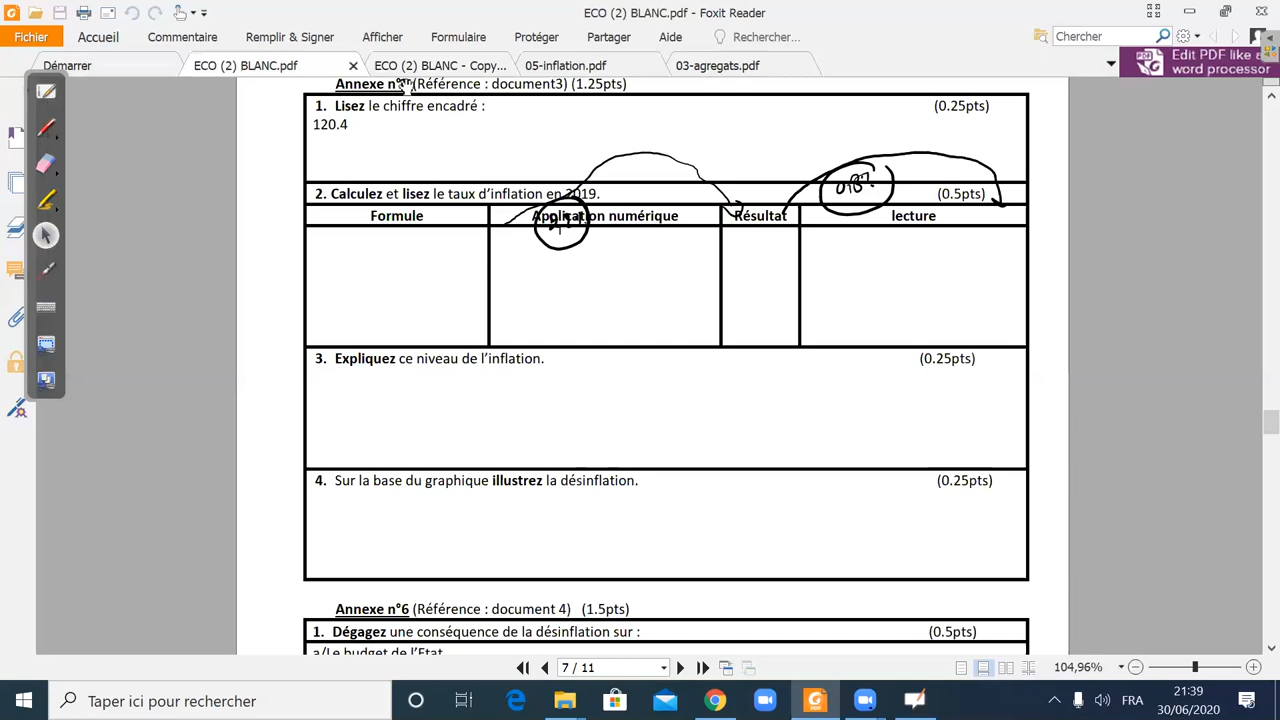 ECO (2) BLANC.pdf - Foxit Reader
Fichier Accueil Commentaire Remplir & Signer Afficher Formulaire Protéger Partager Aide Rechercher... Chercher
Démarrer ECO (2) BLANC.pdf ECO (2) BLANC - Copy... 05-inflation.pdf 03-agregats.pdf
Edit PDF like a
word processor
Annexe (Référence : document3) (1.25pts)
1. Lisez le chiffre encadré : (0.25pts)
120.4
2. Calculez et lisez le taux d'inflation en 2019. (0.5pts)
Formule Application numérique Résultat lecture
3. Expliquez ce niveau de l'inflation. (0.25pts)
4. Sur la base du graphique illustrez la désinflation. (0.25pts)
Annexe n°6 (Référence : document 4) (1.5pts)
1. Dégagez une conséquence de la désinflation sur : (0.5pts)
a/Le budget de l'Etat
7 / 11 104,96%
Taper ici pour rechercher
FRA
21:39
30/06/2020